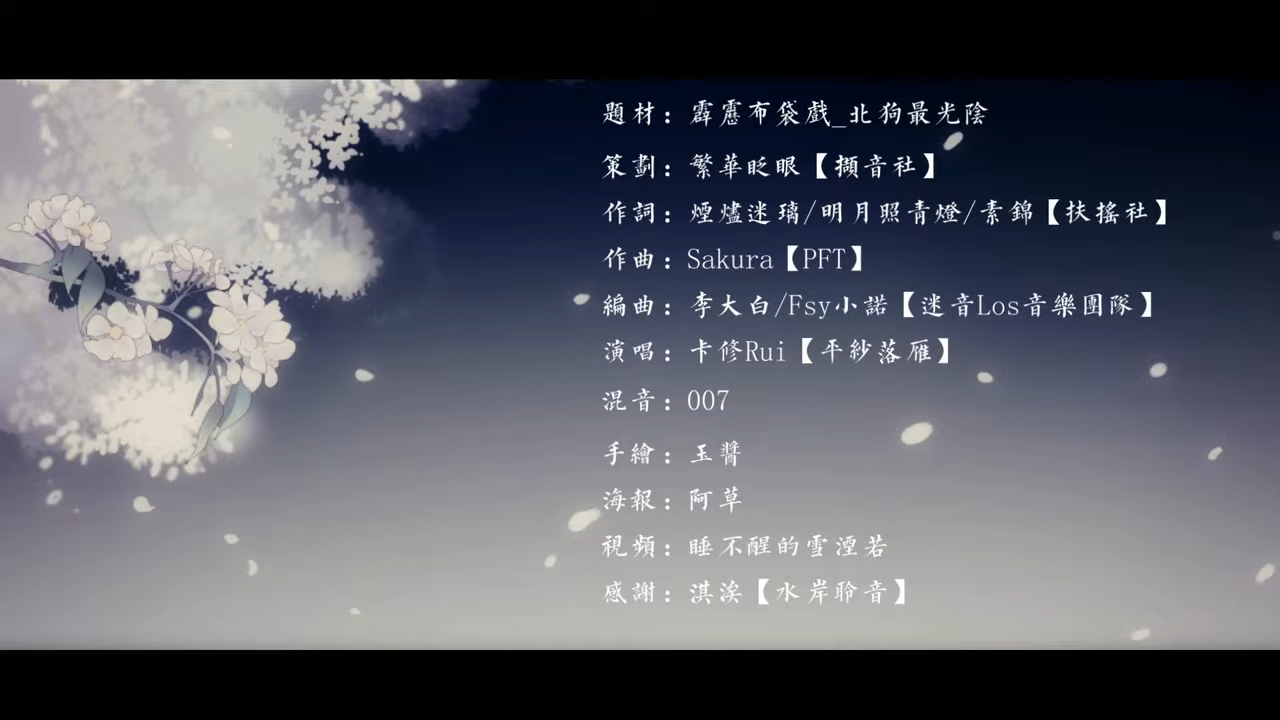 題材：霹靂布袋戲_北狗最光陰
策劃：繁華眨眼【擷音社】
作詞：煙燼迷璃/明月照青燈/素錦【扶搖社】
作曲：Sakura【PFT】
編曲：李大白/Fsy小諾【迷音Los音樂團隊】
演唱：卡修Rui【平紗落雁】
混音：007
手繪：玉醬
海報：阿草
視頻：睡不醒的雪湮若
感謝：淇涘【水岸聆音】